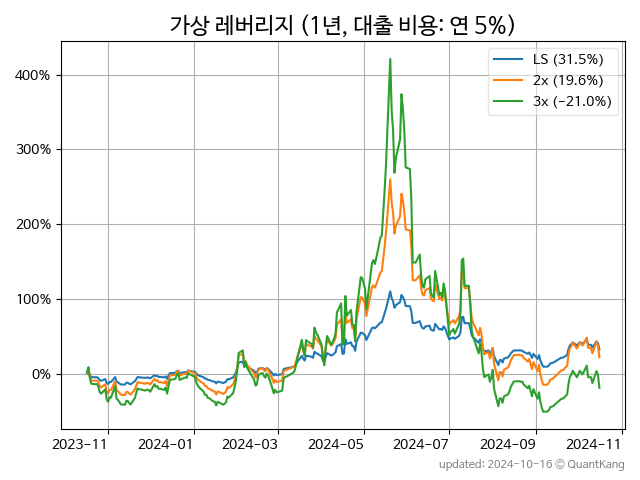 가상 레버리지 (1년, 대출 비용: 연 5%)
LS (31.5%)
2x (19.6%)
3x (−21.0%)
400%
300%
200%
100%
0%
2023-11 2024-01 2024-03 2024-05 2024-07 2024-09 2024-11
updated: 2024-10-16 © QuantKang